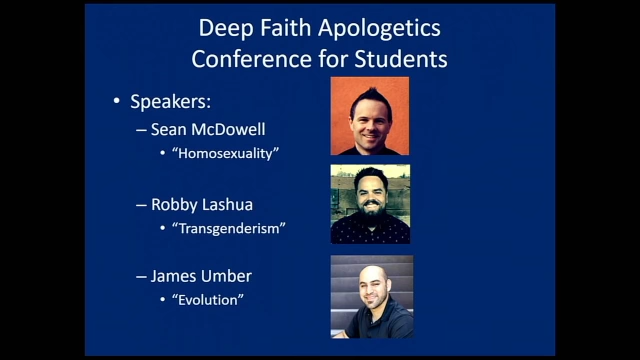 Deep Faith Apologetics
Conference for Students
• Speakers:
– Sean McDowell
• “Homosexuality”
– Robby Lashua
• “Transgenderism”
– James Umber
• “Evolution”